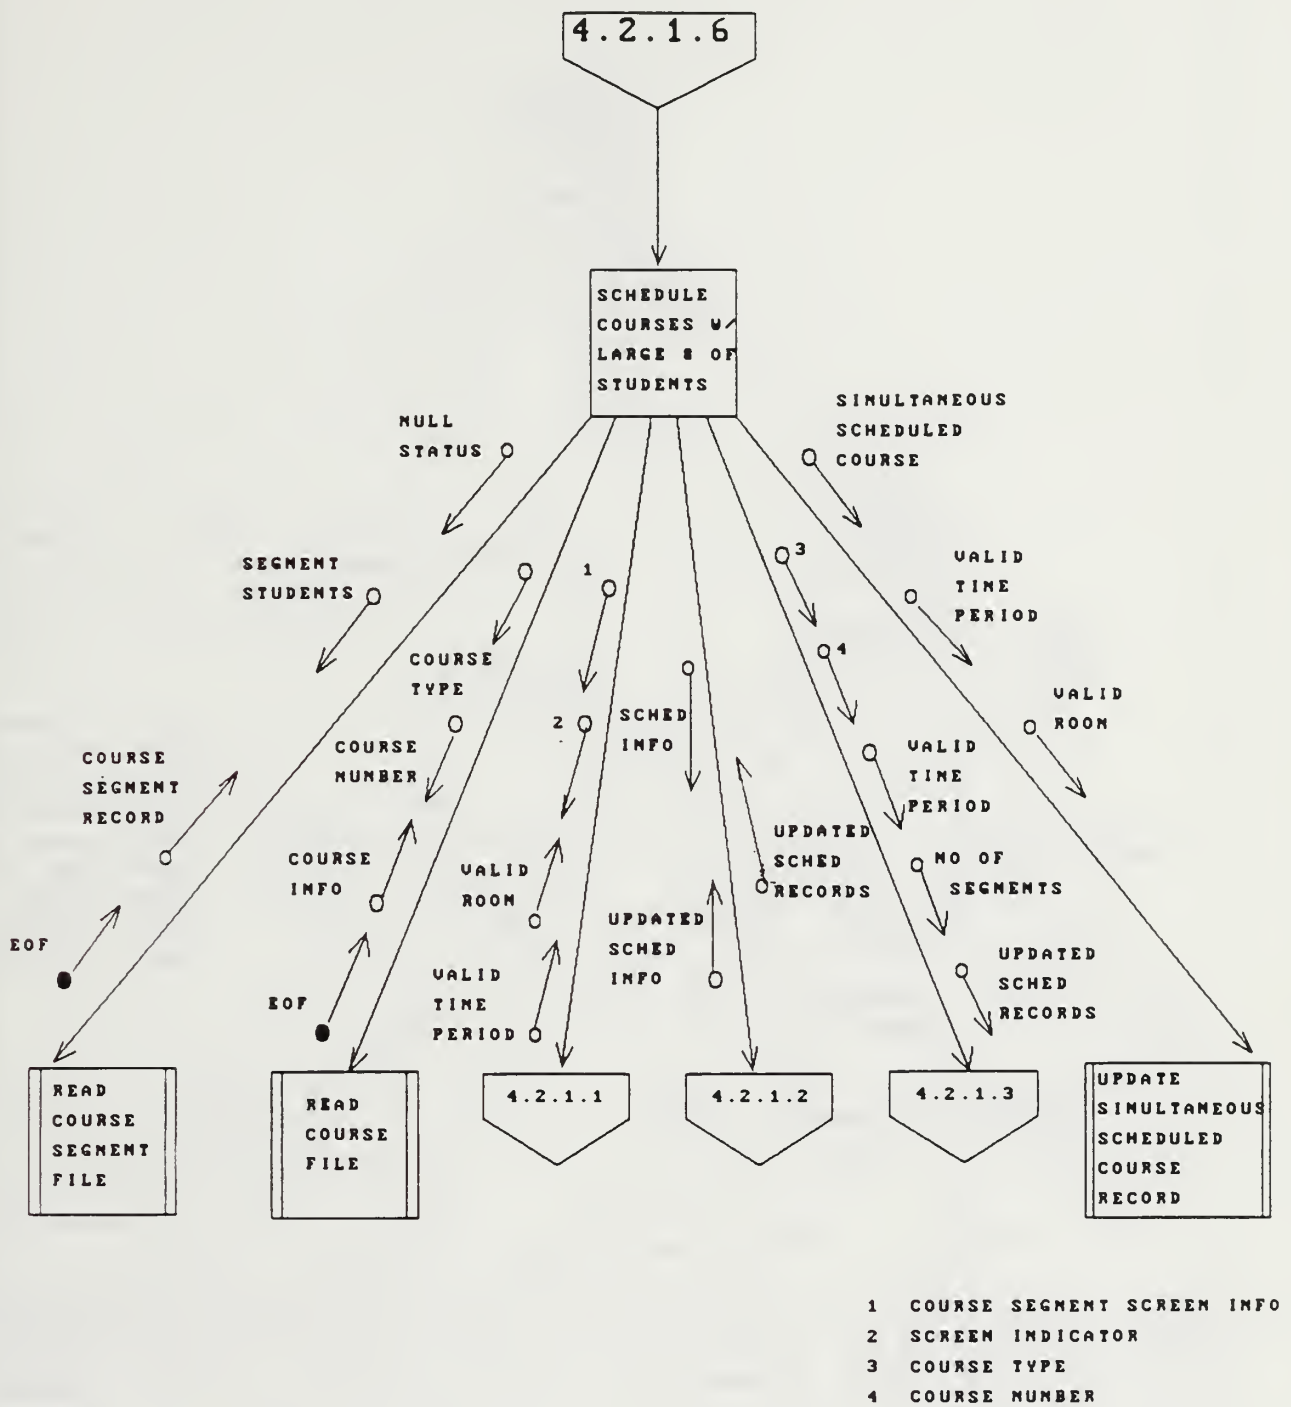 4.2.1.6
SCHEDULE
COURSES W/
LARGE # OF
STUDENTS
NULL
STATUS
SIMULTANEOUS
SCHEDULED
COURSE
SEGMENT
STUDENTS
1
3
VALID
TIME
PERIOD
COURSE
TYPE
4
2
SCHED
INFO
VALID
ROOM
COURSE
SEGMENT
RECORD
COURSE
NUMBER
VALID
TIME
PERIOD
COURSE
INFO
VALID
ROOM
UPDATED
SCHED
RECORDS
NO OF
SEGMENTS
EOF
EOF
VALID
TIME
PERIOD
UPDATED
SCHED
INFO
UPDATED
SCHED
RECORDS
READ
COURSE
SEGMENT
FILE
READ
COURSE
FILE
4.2.1.1
4.2.1.2
4.2.1.3
UPDATE
SIMULTANEOUS
SCHEDULED
COURSE
RECORD
1 COURSE SEGMENT SCREEN INFO
2 SCREEN INDICATOR
3 COURSE TYPE
4 COURSE NUMBER